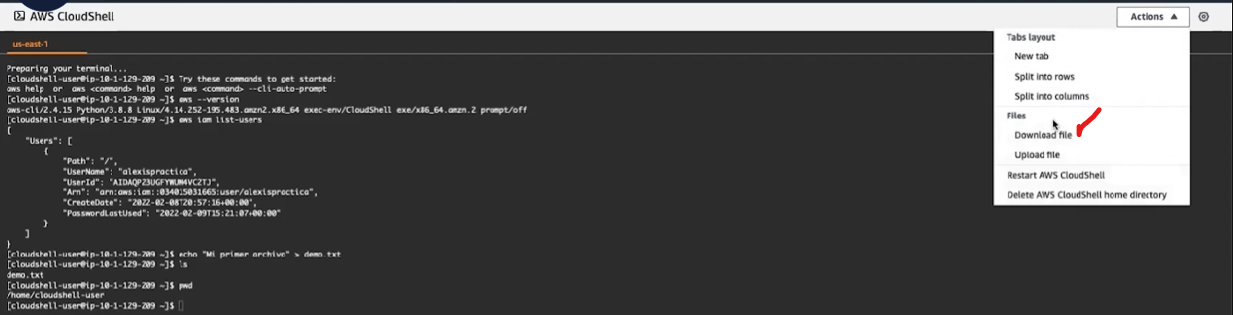 AWS CloudShell
Actions ▲
us-east-1
Tabs layout
New tab
Split into rows
Split into columns
Files
Download file
Upload file
Restart AWS CloudShell
Delete AWS CloudShell home directory
Preparing your terminal...
[cloudshell-user@ip-10-1-129-209 ~]$ Try these commands to get started:
aws help  or  aws <command> help  or  aws <command> --cli-auto-prompt
[cloudshell-user@ip-10-1-129-209 ~]$ aws --version
aws-cli/2.4.15 Python/3.8.8 Linux/4.14.252-195.483.amzn2.x86_64 exec-env/CloudShell exe/x86_64.amzn.2 prompt/off
[cloudshell-user@ip-10-1-129-209 ~]$ aws iam list-users
{
"Users": [
{
"Path": "/",
"UserName": "alexispractica",
"UserId": "AIDAQPZ3UGFYWUM4VCZTJ",
"Arn": "arn:aws:iam::034015031665:user/alexispractica",
"CreateDate": "2022-02-08T20:57:16+00:00",
"PasswordLastUsed": "2022-02-09T15:21:07+00:00"
}
]
}
[cloudshell-user@ip-10-1-129-209 ~]$ echo "Mi primer archivo" > demo.txt
[cloudshell-user@ip-10-1-129-209 ~]$ ls
demo.txt
[cloudshell-user@ip-10-1-129-209 ~]$ pwd
/home/cloudshell-user
[cloudshell-user@ip-10-1-129-209 ~]$